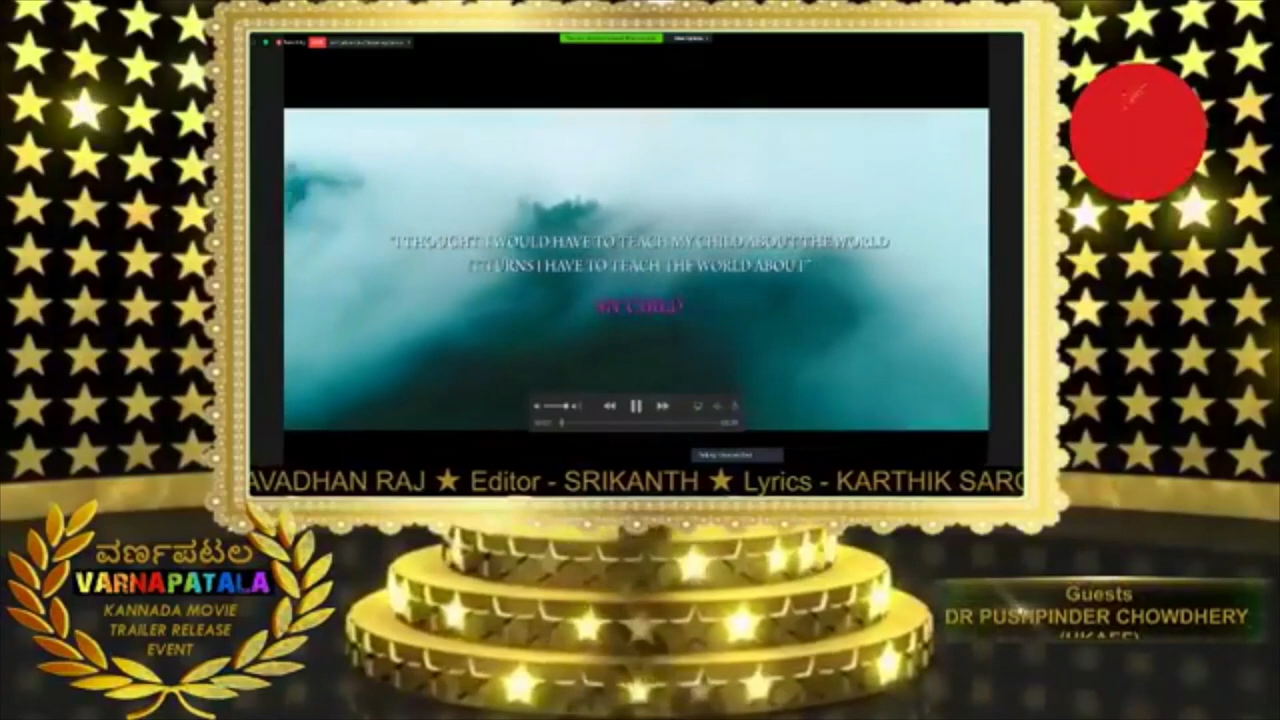 "I THOUGHT I WOULD HAVE TO TEACH MY CHILD ABOUT THE WORLD
IT TURNS I HAVE TO TEACH THE WORLD ABOUT"
MY CHILD
AVADHAN RAJ ★ Editor - SRIKANTH ★ Lyrics - KARTHIK SARG
ವರ್ಣಪಟಲ
VARNAPATALA
KANNADA MOVIE
TRAILER RELEASE
EVENT
Guests
DR PUSHPINDER CHOWDHERY
(UKAFF)